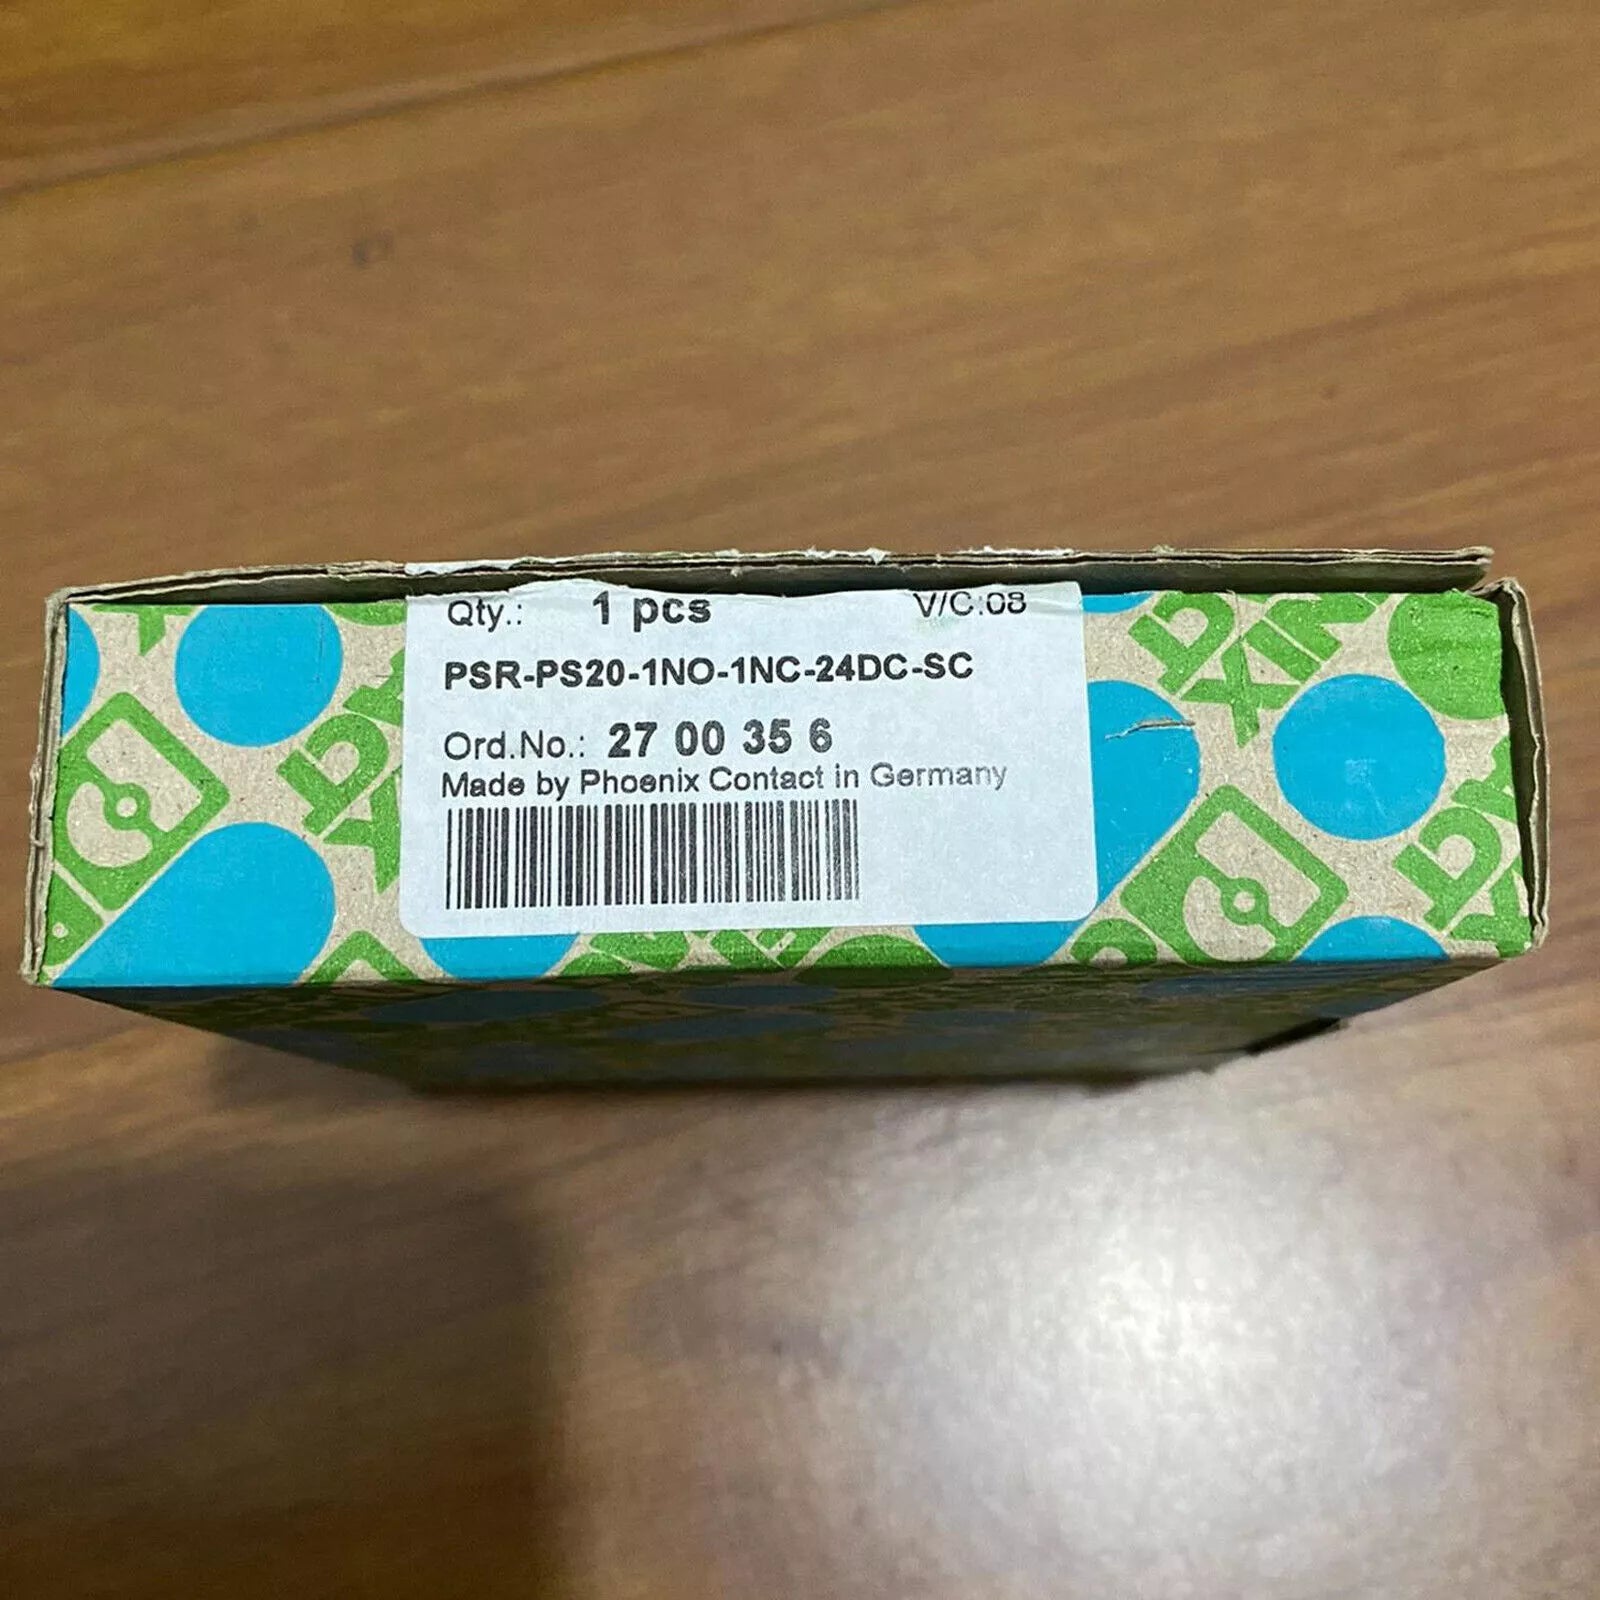 Qty.: 1 pcs V/C:08
PSR-PS20-1NO-1NC-24DC-SC
Ord.No.: 27 00 35 6
Made by Phoenix Contact in Germany